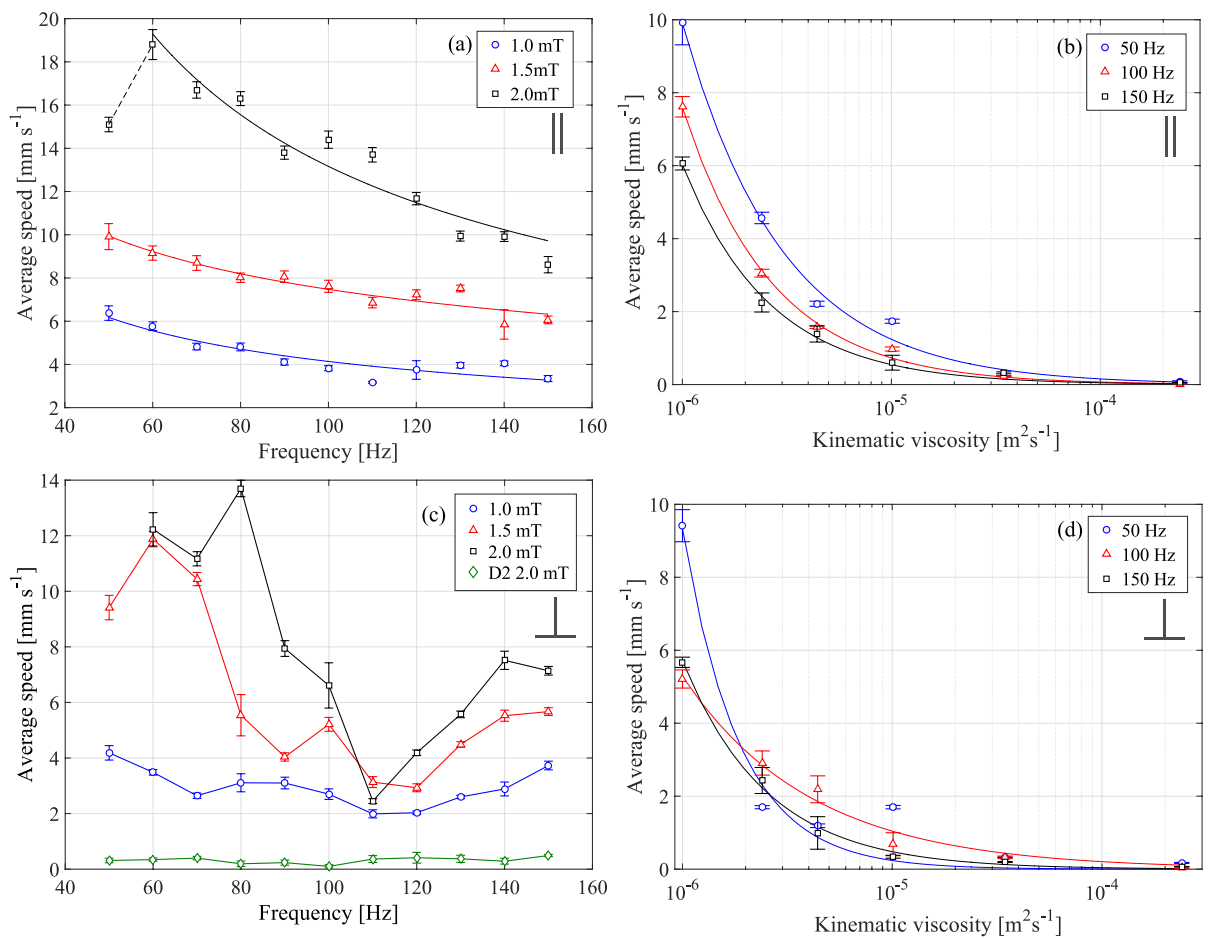 (a)
1.0 mT
1.5mT
2.0mT
Average speed [mm s⁻¹]
20
18
16
14
12
10
8
6
4
2
40 60 80 100 120 140 160
Frequency [Hz]
(b)
50 Hz
100 Hz
150 Hz
Average speed [mm s⁻¹]
10
8
6
4
2
0
10⁻⁶ 10⁻⁵ 10⁻⁴
Kinematic viscosity [m²s⁻¹]
(c)
1.0 mT
1.5 mT
2.0 mT
D2 2.0 mT
Average speed [mm s⁻¹]
14
12
10
8
6
4
2
0
40 60 80 100 120 140 160
Frequency [Hz]
(d)
50 Hz
100 Hz
150 Hz
Average speed [mm s⁻¹]
10
8
6
4
2
0
10⁻⁶ 10⁻⁵ 10⁻⁴
Kinematic viscosity [m²s⁻¹]